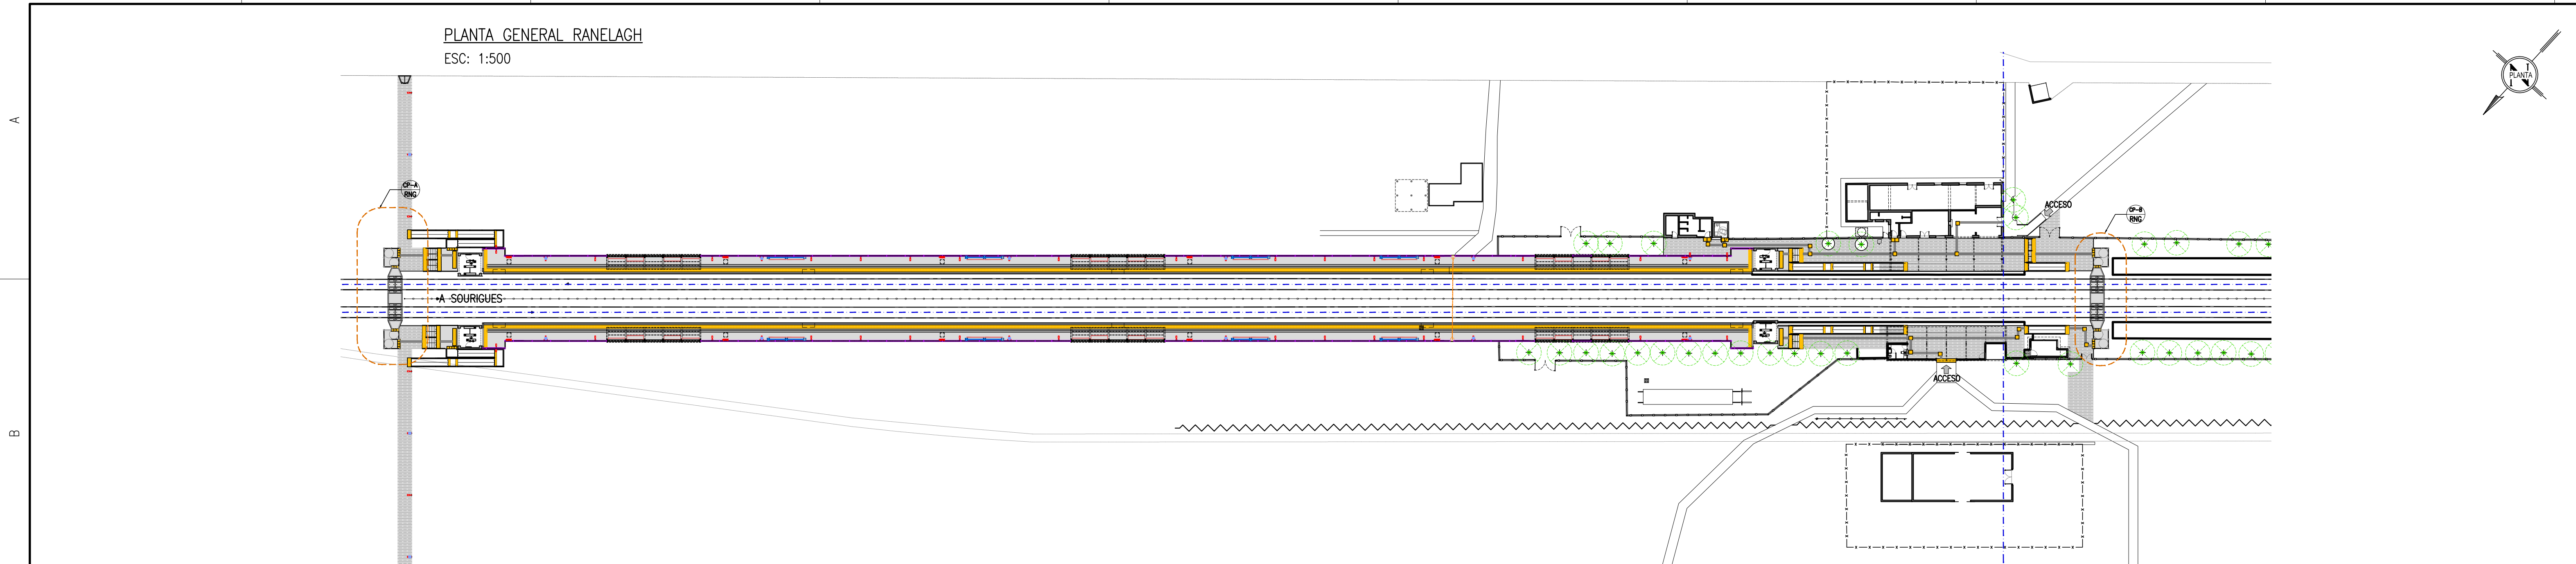 PLANTA GENERAL RANELAGH
ESC: 1:500
PLANTA
N
A
CP-A
RNG
ACCESO
CP-B
RNG
A SOURIGUES
ACCESO
B